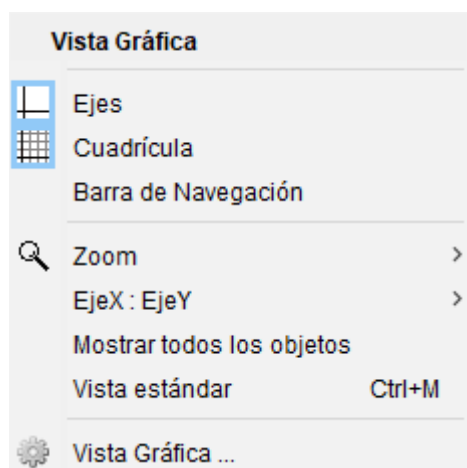 Vista Gráfica
Ejes
Cuadrícula
Barra de Navegación
Zoom
EjeX : EjeY
Mostrar todos los objetos
Vista estándar Ctrl+M
Vista Gráfica ...